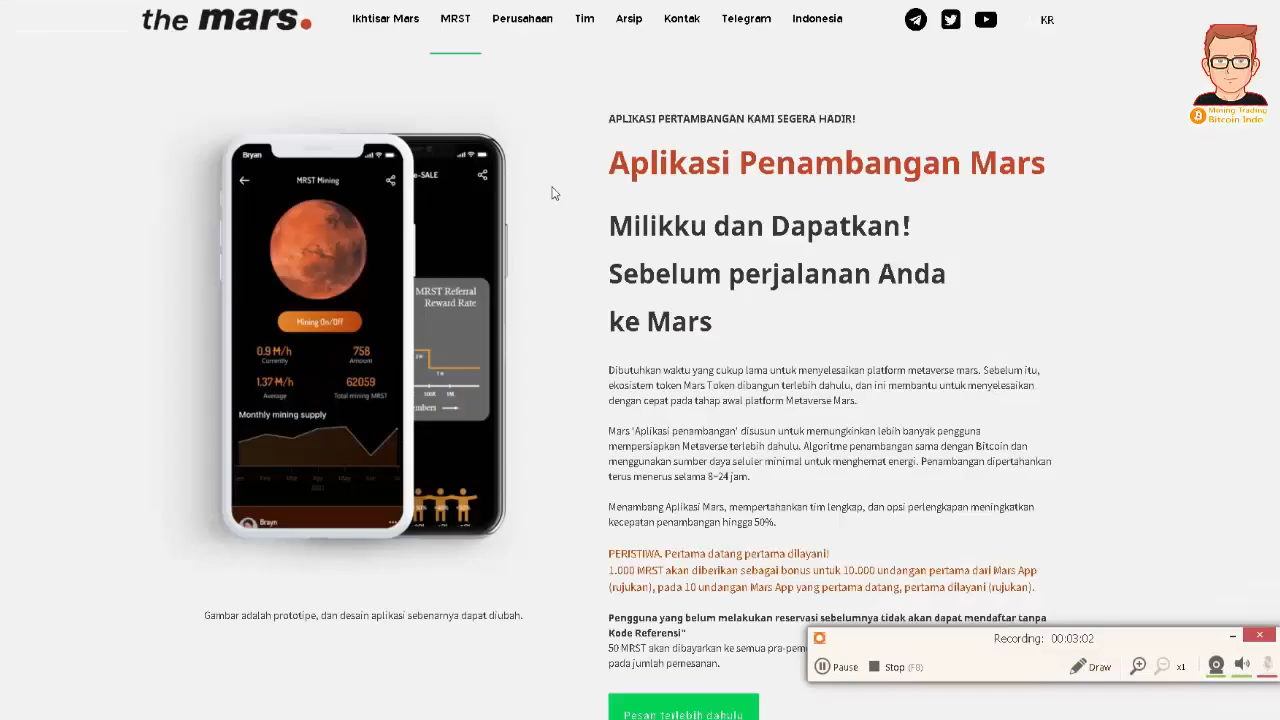 the mars.
Ikhtisar Mars MRST Perusahaan Tim Arsip Kontak Telegram Indonesia KR
Mining Trading
Bitcoin Indo
APLIKASI PERTAMBANGAN KAMI SEGERA HADIR!
Aplikasi Penambangan Mars
Milikku dan Dapatkan!
Sebelum perjalanan Anda
ke Mars
Dibutuhkan waktu yang cukup lama untuk menyelesaikan platform metaverse mars. Sebelum itu,
ekosistem token Mars Token dibangun terlebih dahulu, dan ini membantu untuk menyelesaikan
dengan cepat pada tahap awal platform Metaverse Mars.
Mars 'Aplikasi penambangan' disusun untuk memungkinkan lebih banyak pengguna
mempersiapkan Metaverse terlebih dahulu. Algoritme penambangan sama dengan Bitcoin dan
menggunakan sumber daya seluler minimal untuk menghemat energi. Penambangan dipertahankan
terus menerus selama 8-24 jam.
Menambang Aplikasi Mars, mempertahankan tim lengkap, dan opsi perlengkapan meningkatkan
kecepatan penambangan hingga 50%.
PERISTIWA. Pertama datang pertama dilayani!
1.000 MRST akan diberikan sebagai bonus untuk 10.000 undangan pertama dari Mars App
(rujukan), pada 10 undangan Mars App yang pertama datang, pertama dilayani (rujukan).
Pengguna yang belum melakukan reservasi sebelumnya tidak akan dapat mendaftar tanpa
Kode Referensi"
50 MRST akan dibayarkan ke semua pra-pem
pada jumlah pemesanan.
Pesan terlebih dahulu
Bryan
MRST Mining
Mining On/Off
0.9 M/h 758
Currently Amount
1.37 M/h 62059
Average Total mining MRST
Monthly mining supply
2021
Brayn
e-SALE
MRST Referral
Reward Rate
100K 1M
mbers
Gambar adalah prototipe, dan desain aplikasi sebenarnya dapat diubah.
Recording: 00:03:02
Pause Stop (F8) Draw x1